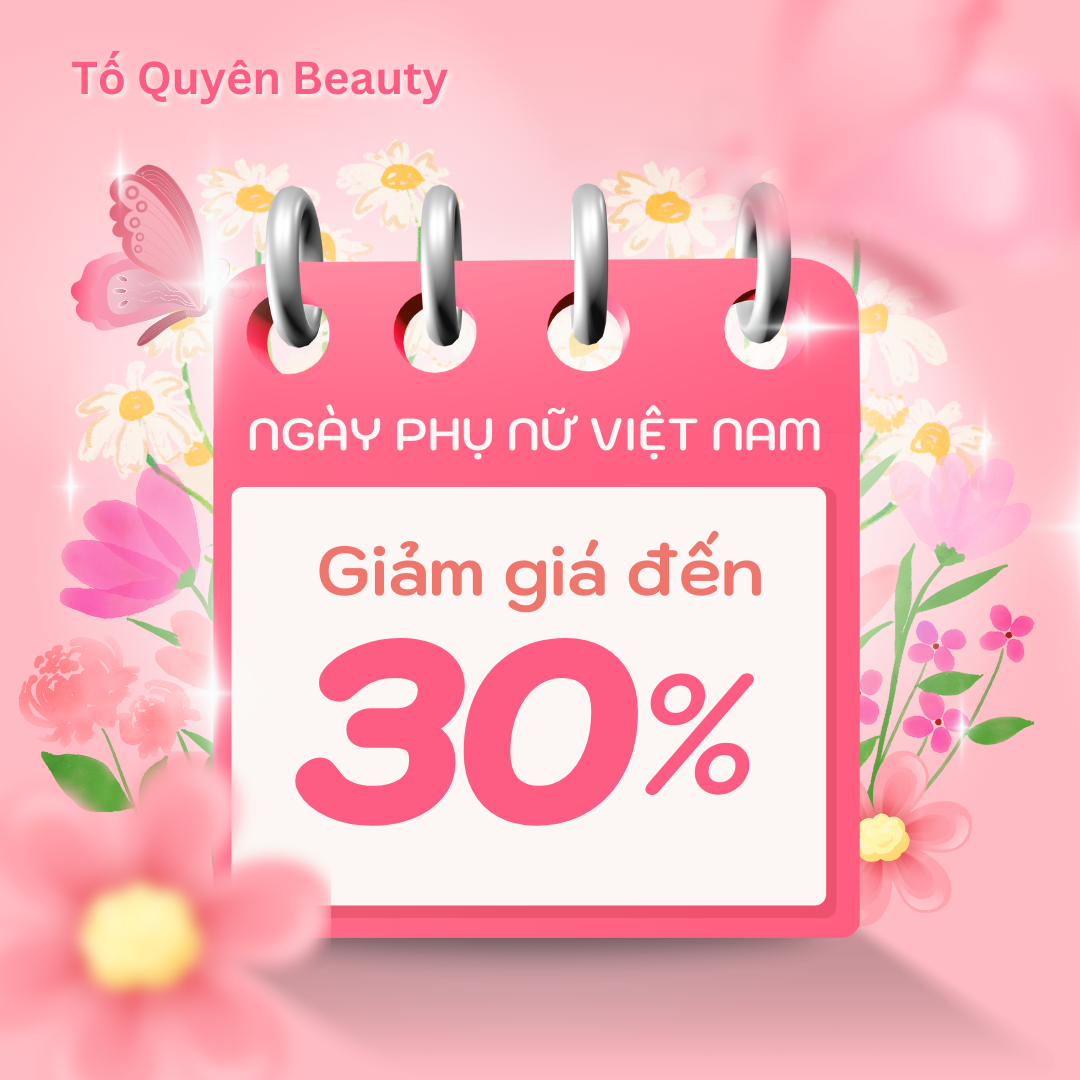 Tố Quyên Beauty
NGÀY PHỤ NỮ VIỆT NAM
Giảm giá đến
30%